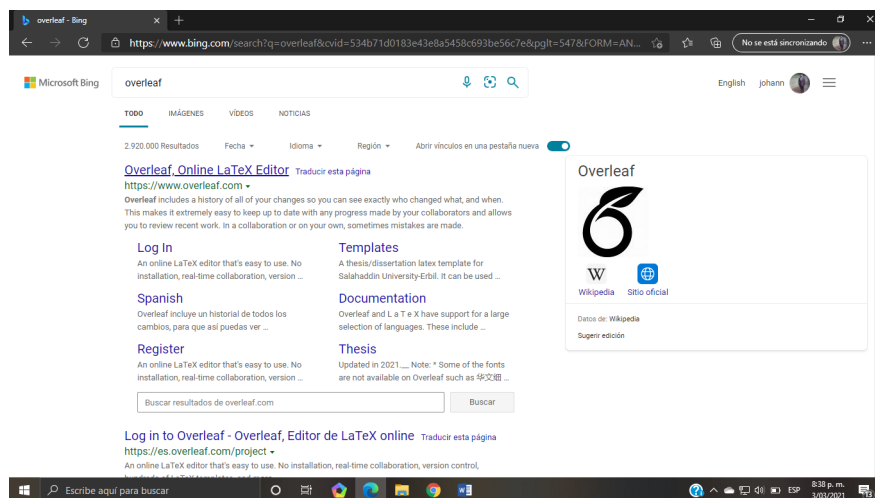 overleaf - Bing
https://www.bing.com/search?q=overleaf&cvid=534b71d0183e43e8a5458c693be56c7e&pglt=547&FORM=AN...
No se está sincronizando
Microsoft Bing
overleaf
English johann
TODO IMÁGENES VÍDEOS NOTICIAS
2.920.000 Resultados Fecha Idioma Región Abrir vínculos en una pestaña nueva
Overleaf, Online LaTeX Editor Traducir esta página
https://www.overleaf.com
Overleaf includes a history of all of your changes so you can see exactly who changed what, and when.
This makes it extremely easy to keep up to date with any progress made by your collaborators and allows
you to review recent work. In a collaboration or on your own, sometimes mistakes are made.
Log In
An online LaTeX editor that's easy to use. No
installation, real-time collaboration, version ...
Templates
A thesis/dissertation latex template for
Salahaddin University-Erbil. It can be used ...
Spanish
Overleaf incluye un historial de todos los
cambios, para que así puedas ver ...
Documentation
Overleaf and L a T e X have support for a large
selection of languages. These include ...
Register
An online LaTeX editor that's easy to use. No
installation, real-time collaboration, version ...
Thesis
Updated in 2021.__ Note: * Some of the fonts
are not available on Overleaf such as 华文细 ...
Buscar resultados de overleaf.com
Buscar
Log in to Overleaf - Overleaf, Editor de LaTeX online Traducir esta página
https://es.overleaf.com/project
An online LaTeX editor that's easy to use. No installation, real-time collaboration, version control,
Overleaf
W
Wikipedia Sitio oficial
Datos de: Wikipedia
Sugerir edición
Escribe aquí para buscar
ESP
8:38 p. m.
3/03/2021
13